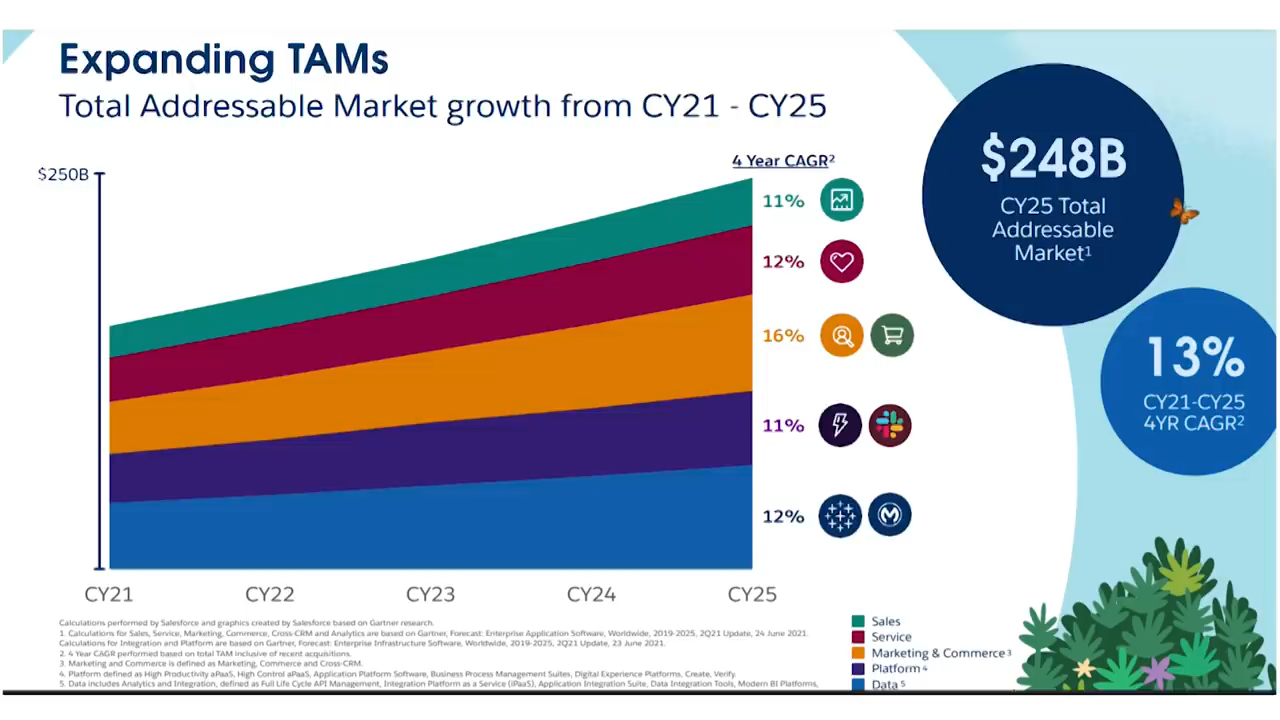 Expanding TAMs
Total Addressable Market growth from CY21 - CY25
4 Year CAGR²
$250B
11%
12%
16%
11%
12%
CY21
CY22
CY23
CY24
CY25
$248B
CY25 Total
Addressable
Market¹
13%
CY21-CY25
4YR CAGR²
Calculations performed by Salesforce and graphics created by Salesforce based on Gartner research.
1. Calculations for Sales, Service, Marketing, Commerce, Cross-CRM and Analytics are based on Gartner, Forecast: Enterprise Application Software, Worldwide, 2019-2025, 2Q21 Update, 24 June 2021.
Calculations for Integration and Platform are based on Gartner, Forecast: Enterprise Infrastructure Software, Worldwide, 2019-2025, 2Q21 Update, 23 June 2021.
2. 4 Year CAGR performed based on total TAM inclusive of recent acquisitions.
3. Marketing and Commerce is defined as Marketing, Commerce and Cross-CRM.
4. Platform defined as High Productivity aPaaS, High Control aPaaS, Application Platform Software, Business Process Management Suites, Digital Experience Platforms, Create, Verify.
5. Data includes Analytics and Integration, defined as Full Life Cycle API Management, Integration Platform as a Service (iPaaS), Application Integration Suite, Data Integration Tools, Modern BI Platforms,
Sales
Service
Marketing & Commerce³
Platform⁴
Data⁵